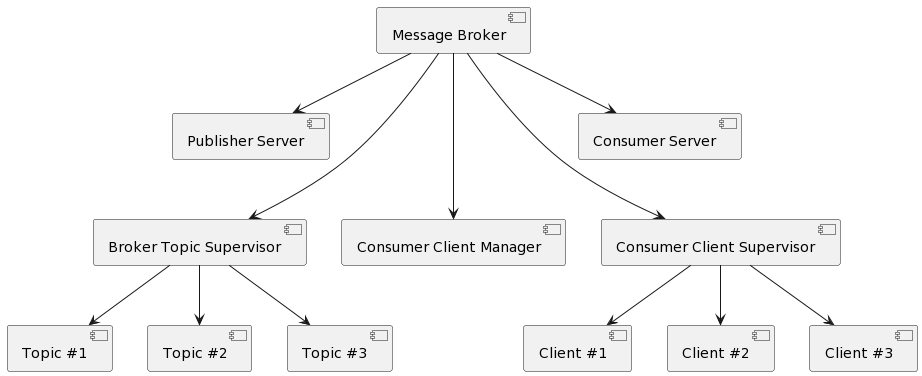 Message Broker
Publisher Server
Consumer Server
Broker Topic Supervisor
Consumer Client Manager
Consumer Client Supervisor
Topic #1
Topic #2
Topic #3
Client #1
Client #2
Client #3